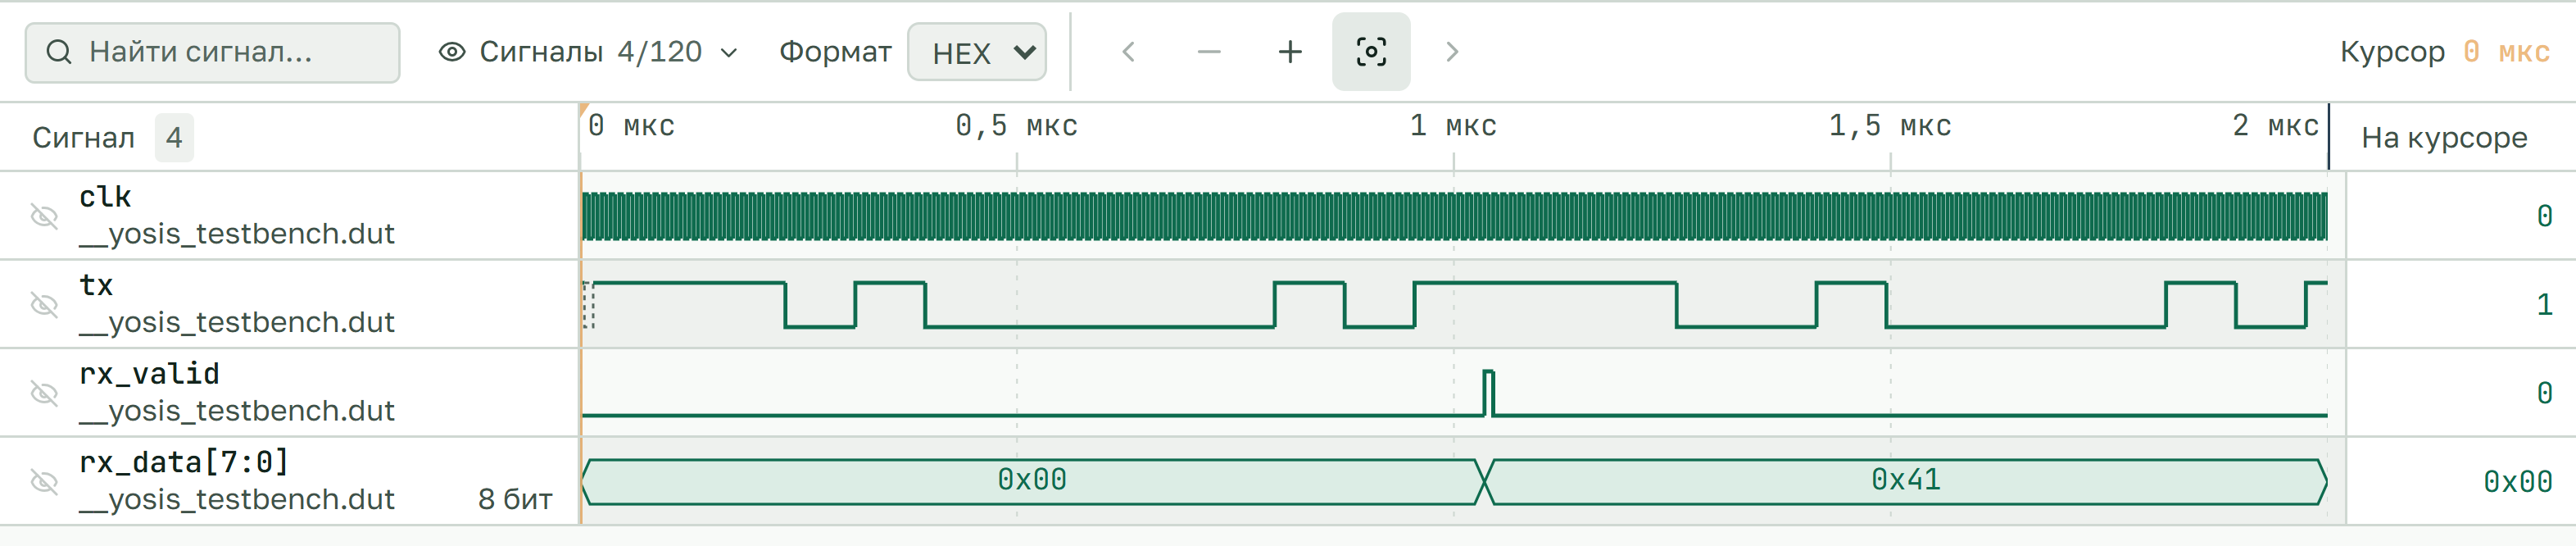 Найти сигнал... Сигналы 4/120 Формат HEX Курсор 0 мкс
Сигнал 4 0 мкс 0,5 мкс 1 мкс 1,5 мкс 2 мкс На курсоре
clk
__yosis_testbench.dut 0
tx
__yosis_testbench.dut 1
rx_valid
__yosis_testbench.dut 0
rx_data[7:0]
__yosis_testbench.dut 8 бит 0x00 0x41 0x00